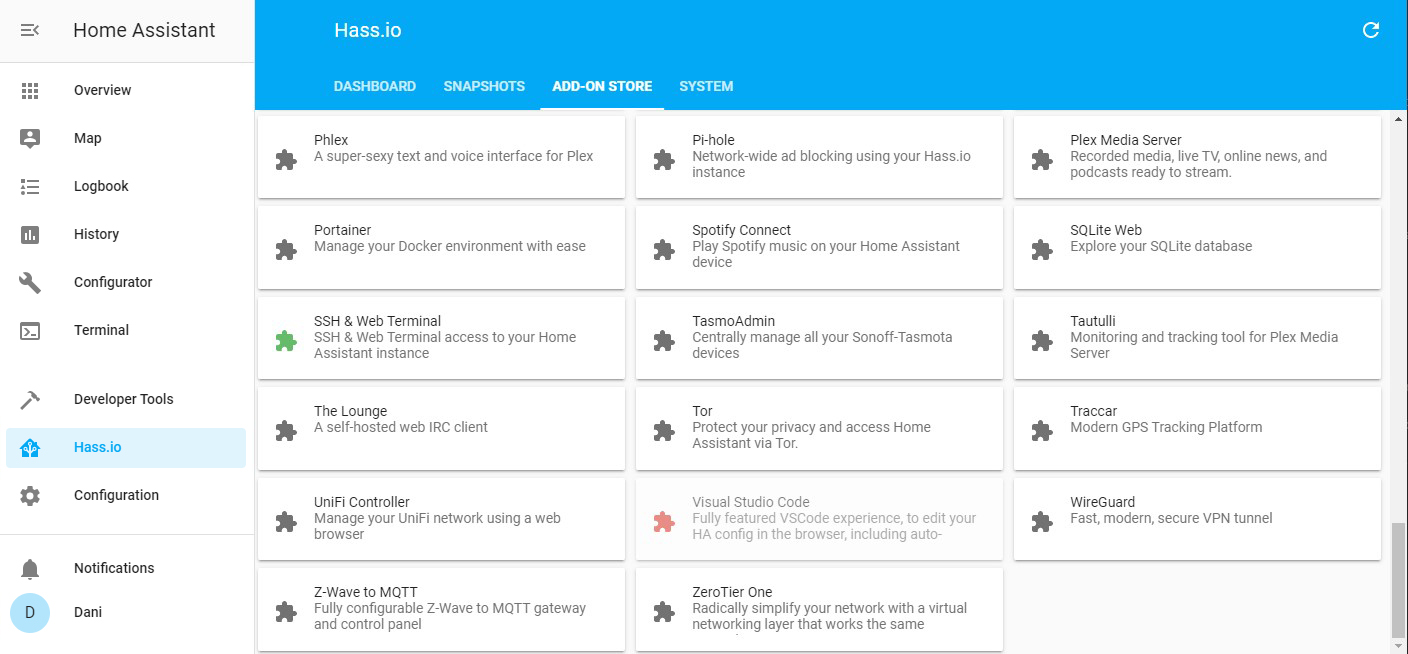 Home Assistant
Overview
Map
Logbook
History
Configurator
Terminal
Developer Tools
Hass.io
Configuration
Notifications
D
Dani
Hass.io
DASHBOARD
SNAPSHOTS
ADD-ON STORE
SYSTEM
Phlex
A super-sexy text and voice interface for Plex
Pi-hole
Network-wide ad blocking using your Hass.io
instance
Plex Media Server
Recorded media, live TV, online news, and
podcasts ready to stream.
Portainer
Manage your Docker environment with ease
Spotify Connect
Play Spotify music on your Home Assistant
device
SQLite Web
Explore your SQLite database
SSH & Web Terminal
SSH & Web Terminal access to your Home
Assistant instance
TasmoAdmin
Centrally manage all your Sonoff-Tasmota
devices
Tautulli
Monitoring and tracking tool for Plex Media
Server
The Lounge
A self-hosted web IRC client
Tor
Protect your privacy and access Home
Assistant via Tor.
Traccar
Modern GPS Tracking Platform
UniFi Controller
Manage your UniFi network using a web
browser
Visual Studio Code
Fully featured VSCode experience, to edit your
HA config in the browser, including auto-
WireGuard
Fast, modern, secure VPN tunnel
Z-Wave to MQTT
Fully configurable Z-Wave to MQTT gateway
and control panel
ZeroTier One
Radically simplify your network with a virtual
networking layer that works the same